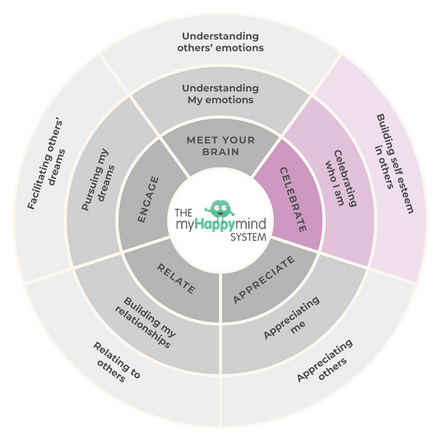 Understanding
others' emotions
Understanding
My emotions
MEET YOUR
BRAIN
Building self esteem
in others
Celebrating
who I am
CELEBRATE
Appreciating
others
Appreciating
me
APPRECIATE
Relating to
others
Building my
relationships
RELATE
Facilitating others'
dreams
Pursuing my
dreams
ENGAGE
THE
myHappymind
SYSTEM